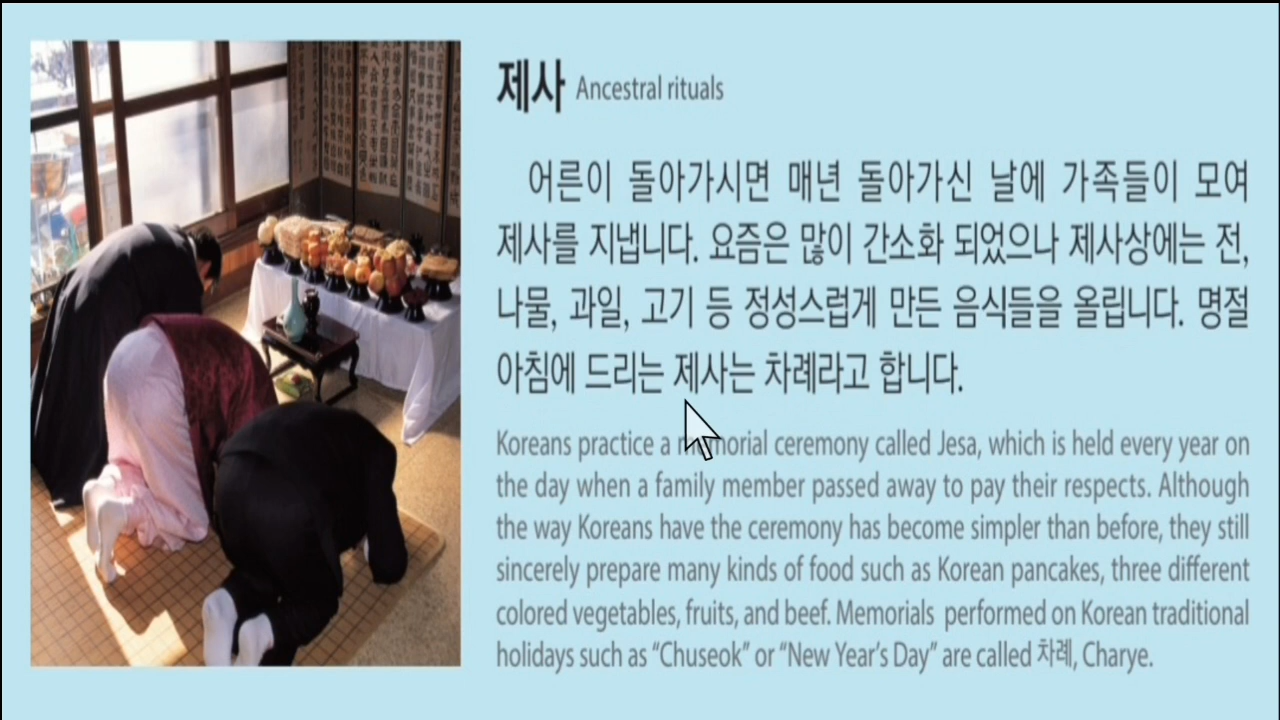 제사 Ancestral rituals
어른이 돌아가시면 매년 돌아가신 날에 가족들이 모여
제사를 지냅니다. 요즘은 많이 간소화 되었으나 제사상에는 전,
나물, 과일, 고기 등 정성스럽게 만든 음식들을 올립니다. 명절
아침에 드리는 제사는 차례라고 합니다.
Koreans practice a memorial ceremony called Jesa, which is held every year on
the day when a family member passed away to pay their respects. Although
the way Koreans have the ceremony has become simpler than before, they still
sincerely prepare many kinds of food such as Korean pancakes, three different
colored vegetables, fruits, and beef. Memorials performed on Korean traditional
holidays such as “Chuseok” or “New Year’s Day” are called 차례, Charye.